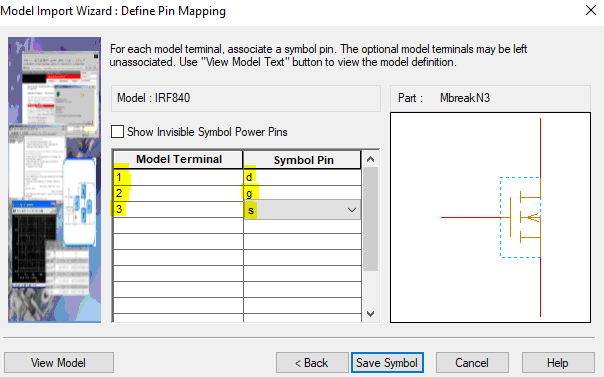 Model Import Wizard : Define Pin Mapping
For each model terminal, associate a symbol pin. The optional model terminals may be left
unassociated. Use "View Model Text" button to view the model definition.
Model : IRF840
Part : MbreakN3
Show Invisible Symbol Power Pins
Model Terminal Symbol Pin
1 d
2 g
3 s
View Model < Back Save Symbol Cancel Help